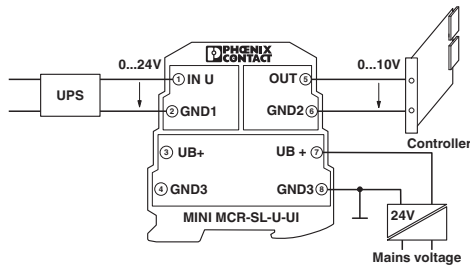 PHŒNIX
CONTACT
0...24V
1 IN U
OUT 5
0...10V
UPS
2 GND1
GND2 6
Controller
3 UB+
UB + 7
4 GND3
GND3 8
24V
MINI MCR-SL-U-UI
Mains voltage